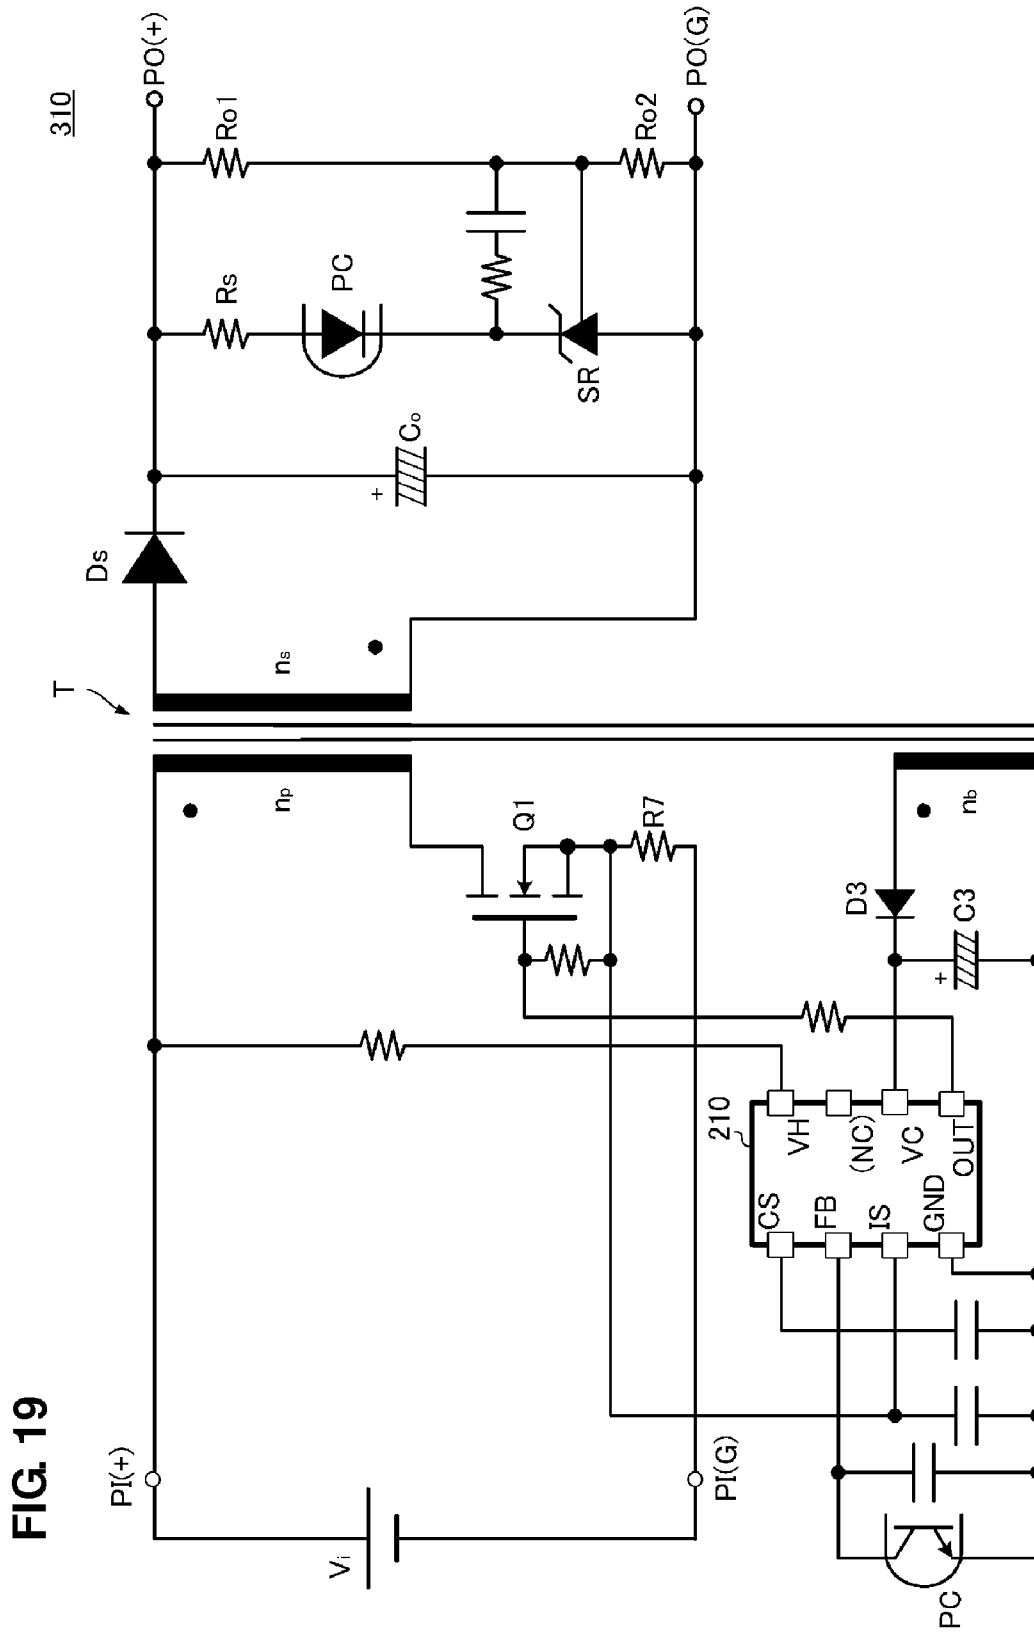 FIG. 19
310
T
PI(+)
PO(+)
Ds
ns
np
Ro1
Rs
PC
+
Co
SR
Ro2
PO(G)
Vi
PI(G)
Q1
R7
nb
D3
+
C3
210
CS
FB
IS
GND
VH
(NC)
VC
OUT
PC